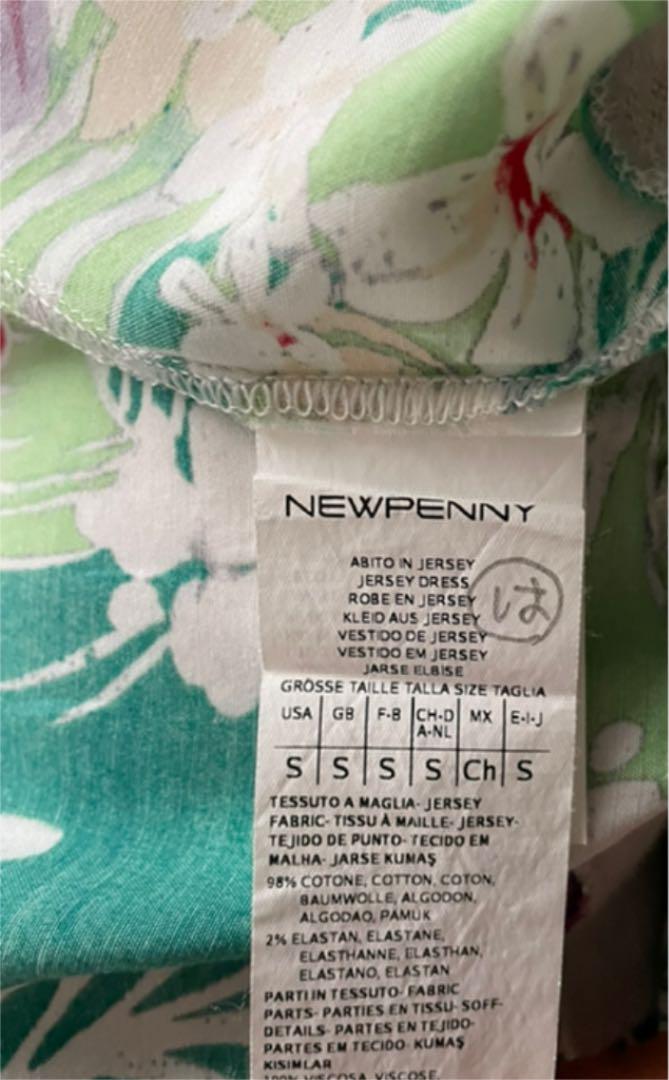 NEWPENNY
ABITO IN JERSEY
JERSEY DRESS
ROBE EN JERSEY
は
KLEID AUS JERSEY
VESTIDO DE JERSEY
VESTIDO EM JERSEY
JARSE ELBISE
GRÖSSE TAILLE TALLA SIZE TAGLIA
USA GB F-B CH-D MX E-I-J
A-NL
S S S S Ch S
TESSUTO A MAGLIA- JERSEY
FABRIC- TISSU À MAILLE- JERSEY-
TEJIDO DE PUNTO- TECIDO EM
MALHA- JARSE KUMAŞ
98% COTONE, COTTON, COTON,
BAUMWOLLE, ALGODON,
ALGODAO, PAMUK
2% ELASTAN, ELASTANE,
ELASTHANNE, ELASTHAN,
ELASTANO, ELASTAN
PARTI IN TESSUTO- FABRIC
PARTS- PARTIES EN TISSU- SOFF-
DETAILS- PARTES EN TEJIDO-
PARTES EM TECIDO- KUMAŞ
KISIMLAR
100% VISCOSA, VISCOSE,